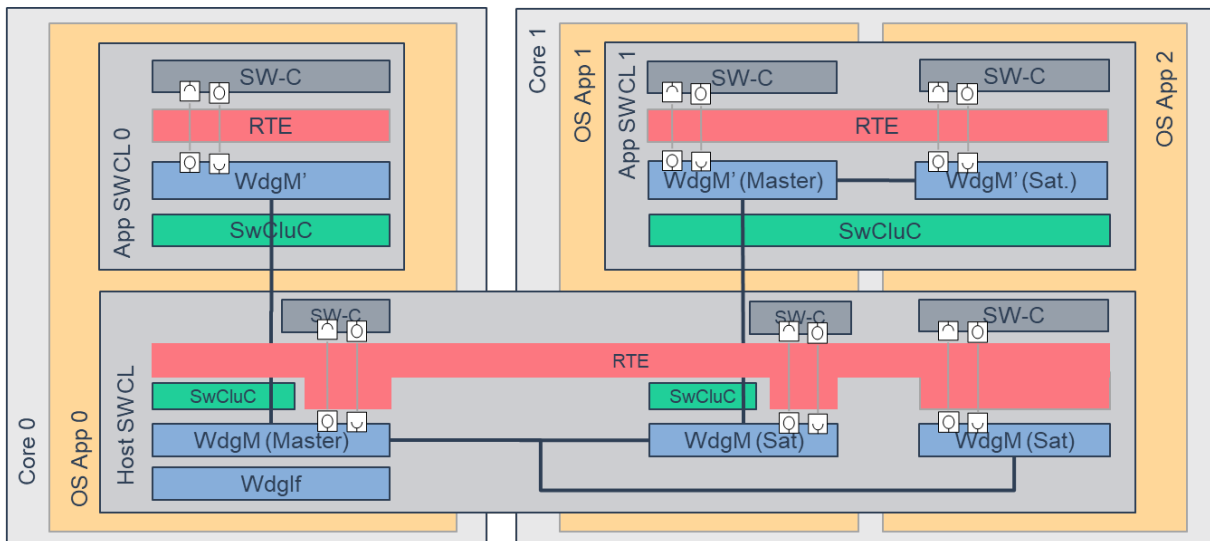 Core 0
OS App 0
App SWCL 0
SW-C
RTE
WdgM'
SwCluC
Core 1
OS App 1
App SWCL 1
OS App 2
SW-C
SW-C
RTE
WdgM' (Master)
WdgM' (Sat.)
SwCluC
Host SWCL
SW-C
SW-C
SW-C
RTE
SwCluC
SwCluC
WdgM (Master)
WdgM (Sat)
WdgM (Sat)
WdgIf